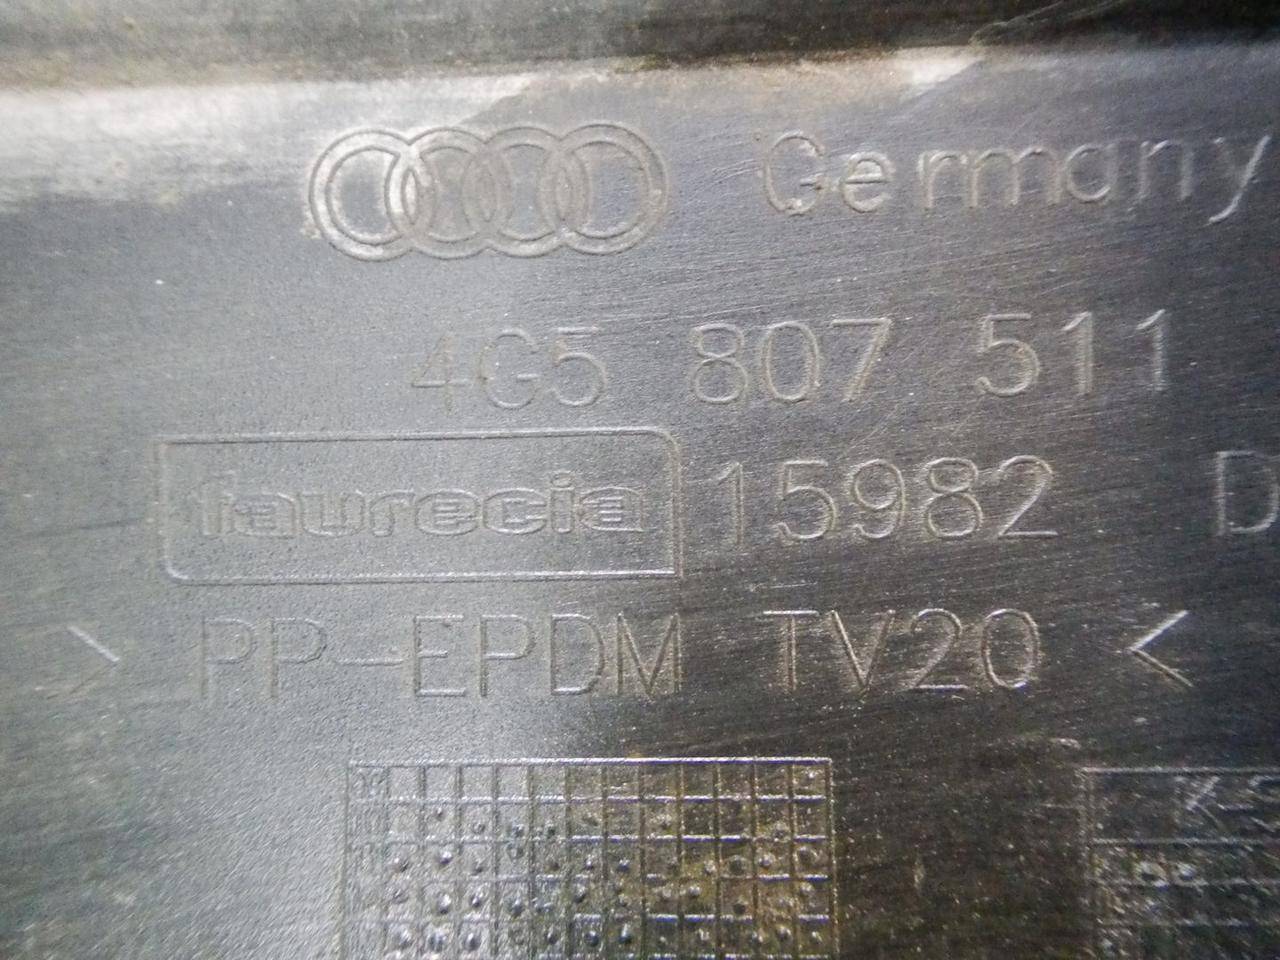 Germany
4G5 807 511
faurecia 15982 D
> PP-EPDM TV20 <